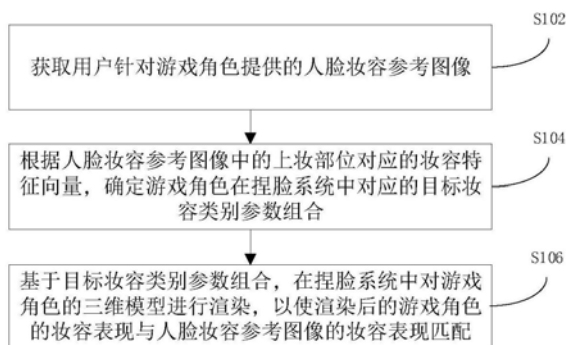 S102
获取用户针对游戏角色提供的人脸妆容参考图像
S104
根据人脸妆容参考图像中的上妆部位对应的妆容特
征向量，确定游戏角色在捏脸系统中对应的目标妆
容类别参数组合
S106
基于目标妆容类别参数组合，在捏脸系统中对游戏
角色的三维模型进行渲染，以使渲染后的游戏角色
的妆容表现与人脸妆容参考图像的妆容表现匹配